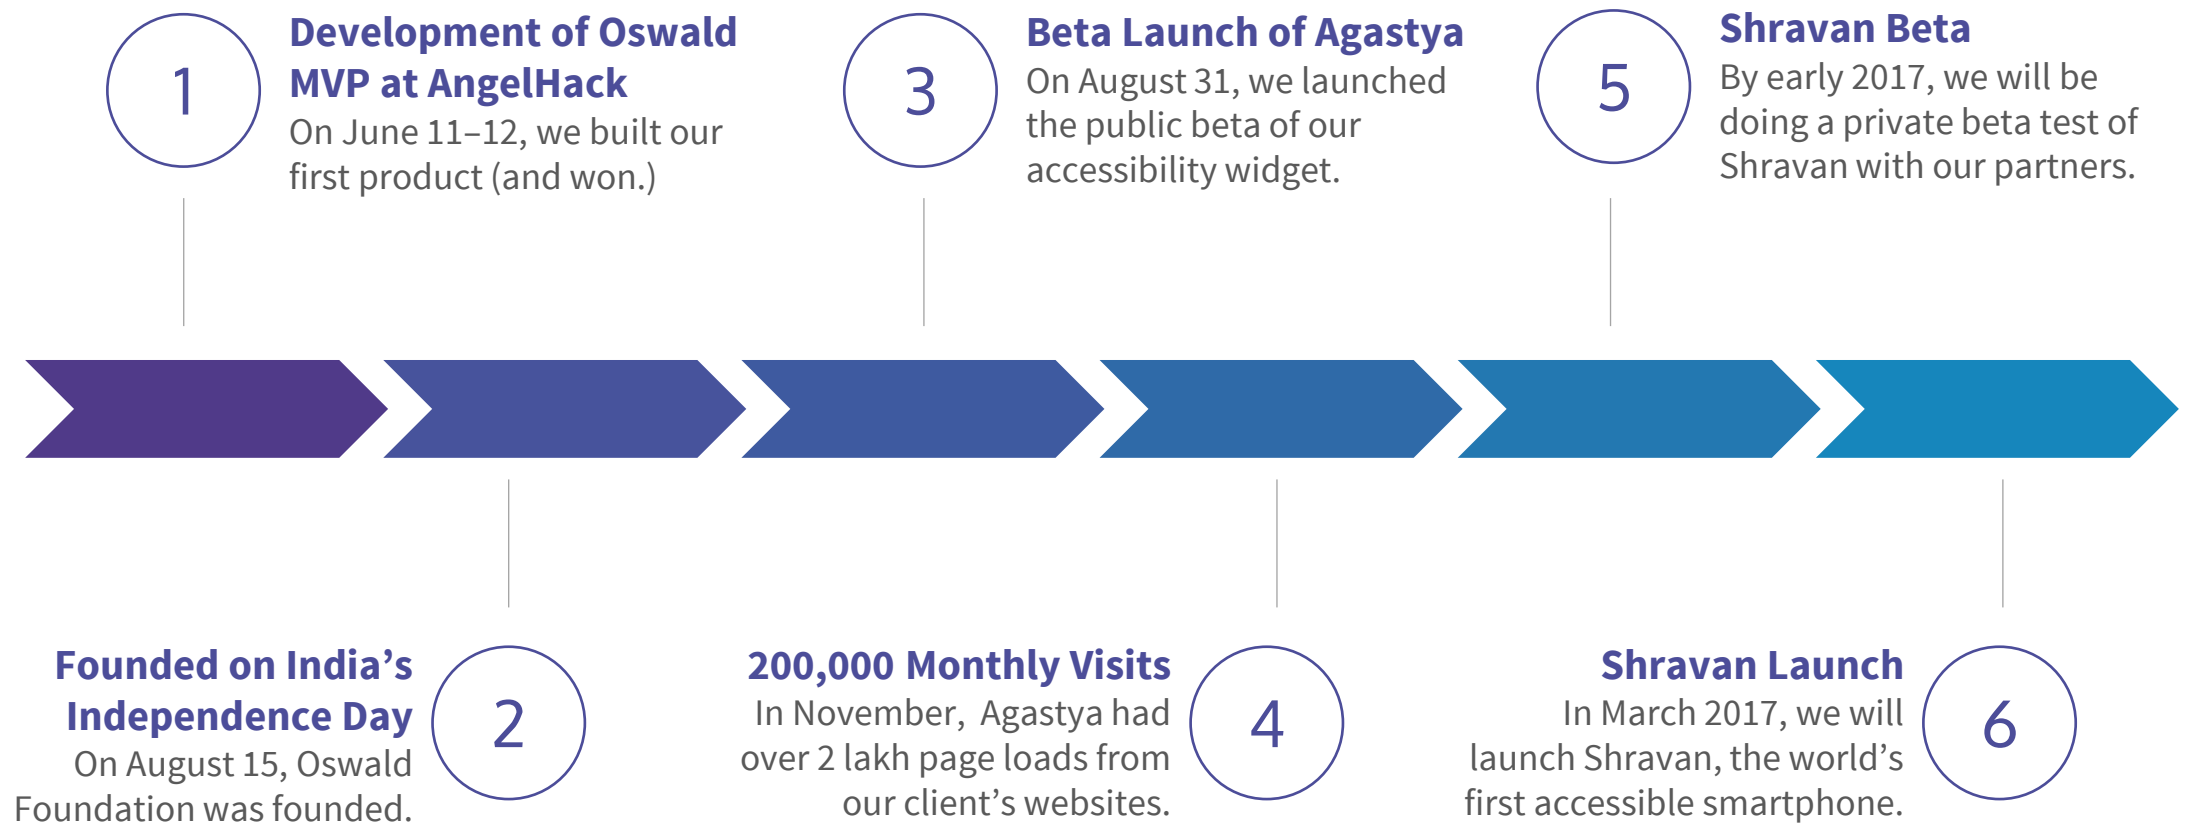 1
Development of Oswald
MVP at AngelHack
On June 11–12, we built our
first product (and won.)
3
Beta Launch of Agastya
On August 31, we launched
the public beta of our
accessibility widget.
5
Shravan Beta
By early 2017, we will be
doing a private beta test of
Shravan with our partners.
Founded on India’s
Independence Day
On August 15, Oswald
Foundation was founded.
2
200,000 Monthly Visits
In November,  Agastya had
over 2 lakh page loads from
our client’s websites.
4
Shravan Launch
In March 2017, we will
launch Shravan, the world’s
first accessible smartphone.
6